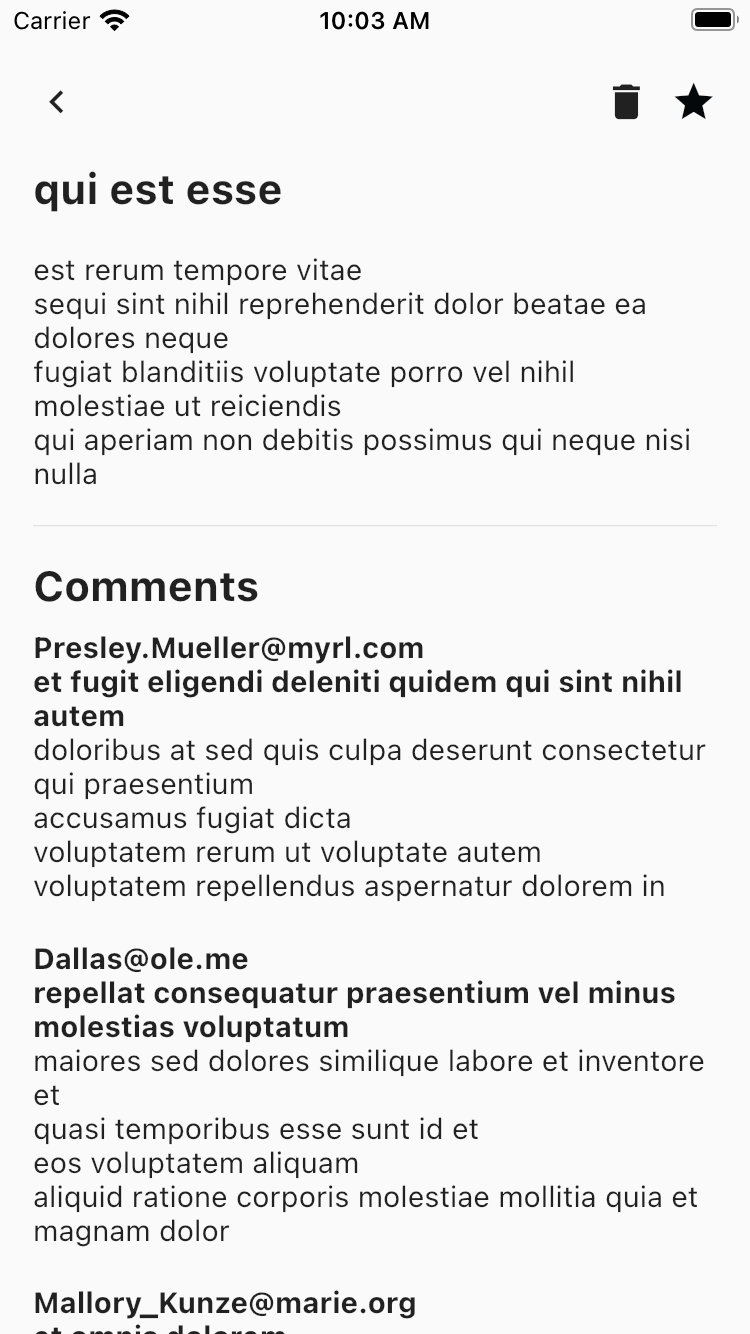 Carrier 10:03 AM
qui est esse
est rerum tempore vitae
sequi sint nihil reprehenderit dolor beatae ea
dolores neque
fugiat blanditiis voluptate porro vel nihil
molestiae ut reiciendis
qui aperiam non debitis possimus qui neque nisi
nulla
Comments
Presley.Mueller@myrl.com
et fugit eligendi deleniti quidem qui sint nihil
autem
doloribus at sed quis culpa deserunt consectetur
qui praesentium
accusamus fugiat dicta
voluptatem rerum ut voluptate autem
voluptatem repellendus aspernatur dolorem in
Dallas@ole.me
repellat consequatur praesentium vel minus
molestias voluptatum
maiores sed dolores similique labore et inventore
et
quasi temporibus esse sunt id et
eos voluptatem aliquam
aliquid ratione corporis molestiae mollitia quia et
magnam dolor
Mallory_Kunze@marie.org
et omnis dolorem